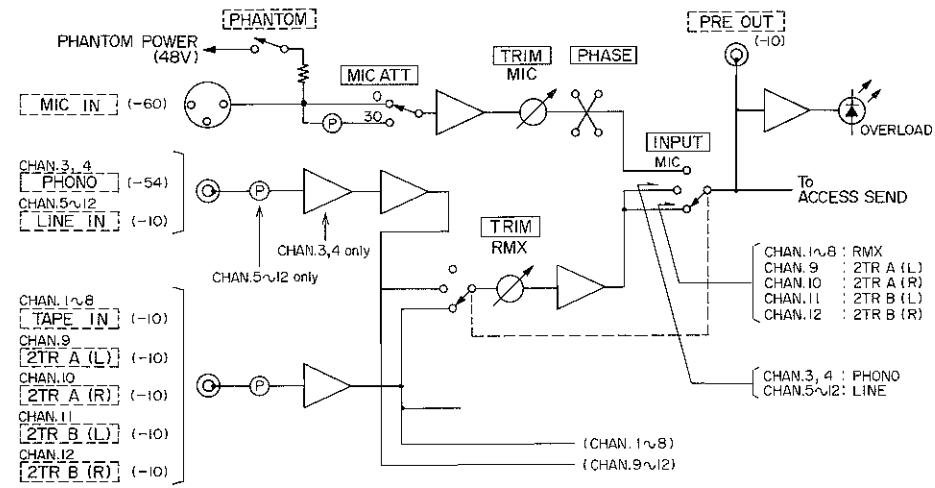 PHANTOM
PRE OUT
(-10)
PHANTOM POWER
(48V)
TRIM
MIC
PHASE
MIC ATT
0
30
MIC IN (-60)
P
OVERLOAD
INPUT
MIC
CHAN.3, 4
PHONO (-54)
CHAN.5~12
LINE IN (-10)
P
To
ACCESS SEND
CHAN.3,4 only
CHAN.5~12 only
TRIM
RMX
CHAN.1~8 : RMX
CHAN.9 : 2TR A (L)
CHAN.10 : 2TR A (R)
CHAN.11 : 2TR B (L)
CHAN.12 : 2TR B (R)
CHAN.1~8
TAPE IN (-10)
CHAN.9
2TR A (L) (-10)
CHAN.10
2TR A (R) (-10)
CHAN.11
2TR B (L) (-10)
CHAN.12
2TR B (R) (-10)
P
CHAN.3, 4 : PHONO
CHAN.5~12 : LINE
(CHAN.1~8)
(CHAN.9~12)